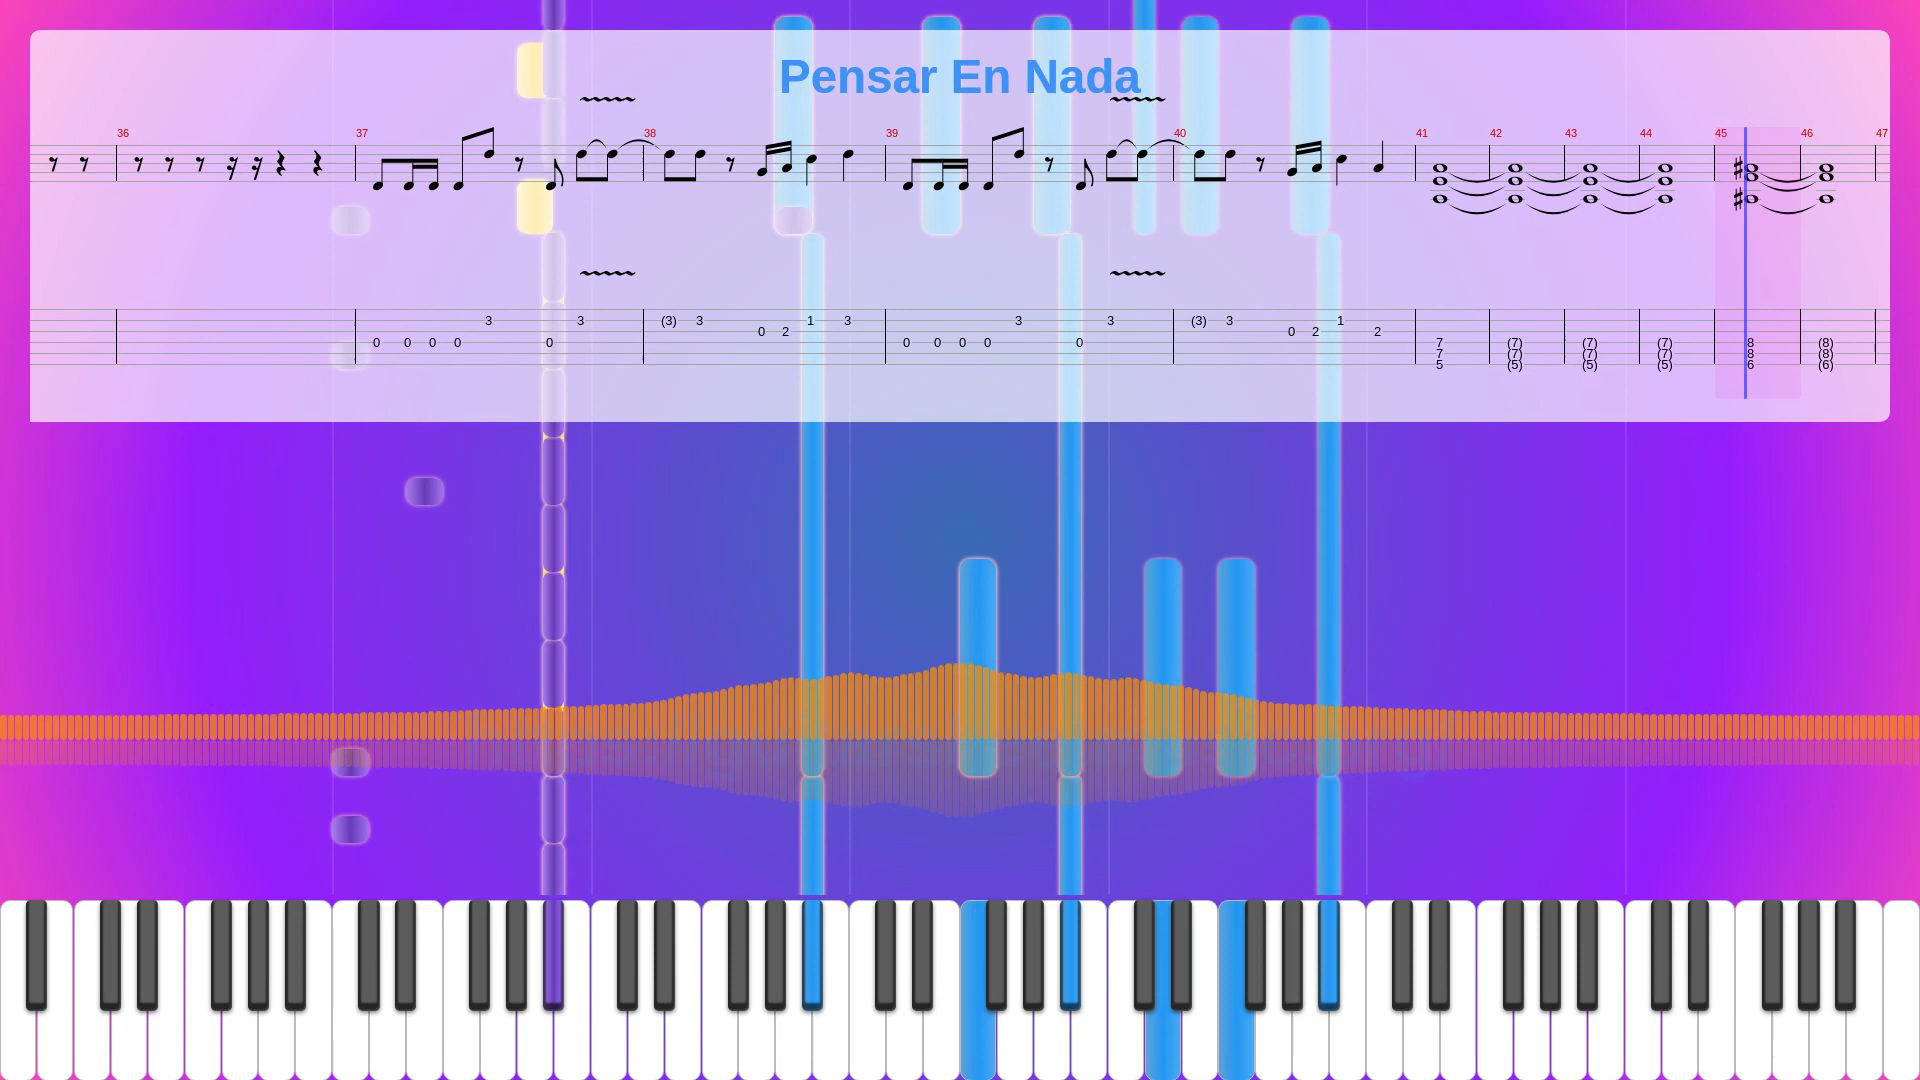 Pensar En Nada
36 37 38 39 40 41 42 43 44 45 46 47
3 3 (3) 3 1 3 3 3 (3) 3 1
0 2 0 2 2
0 0 0 0 0 0 0 0 0 0 7 (7) (7) (7) 8 (8)
7 (7) (7) (7) 8 (8)
5 (5) (5) (5) 6 (6)